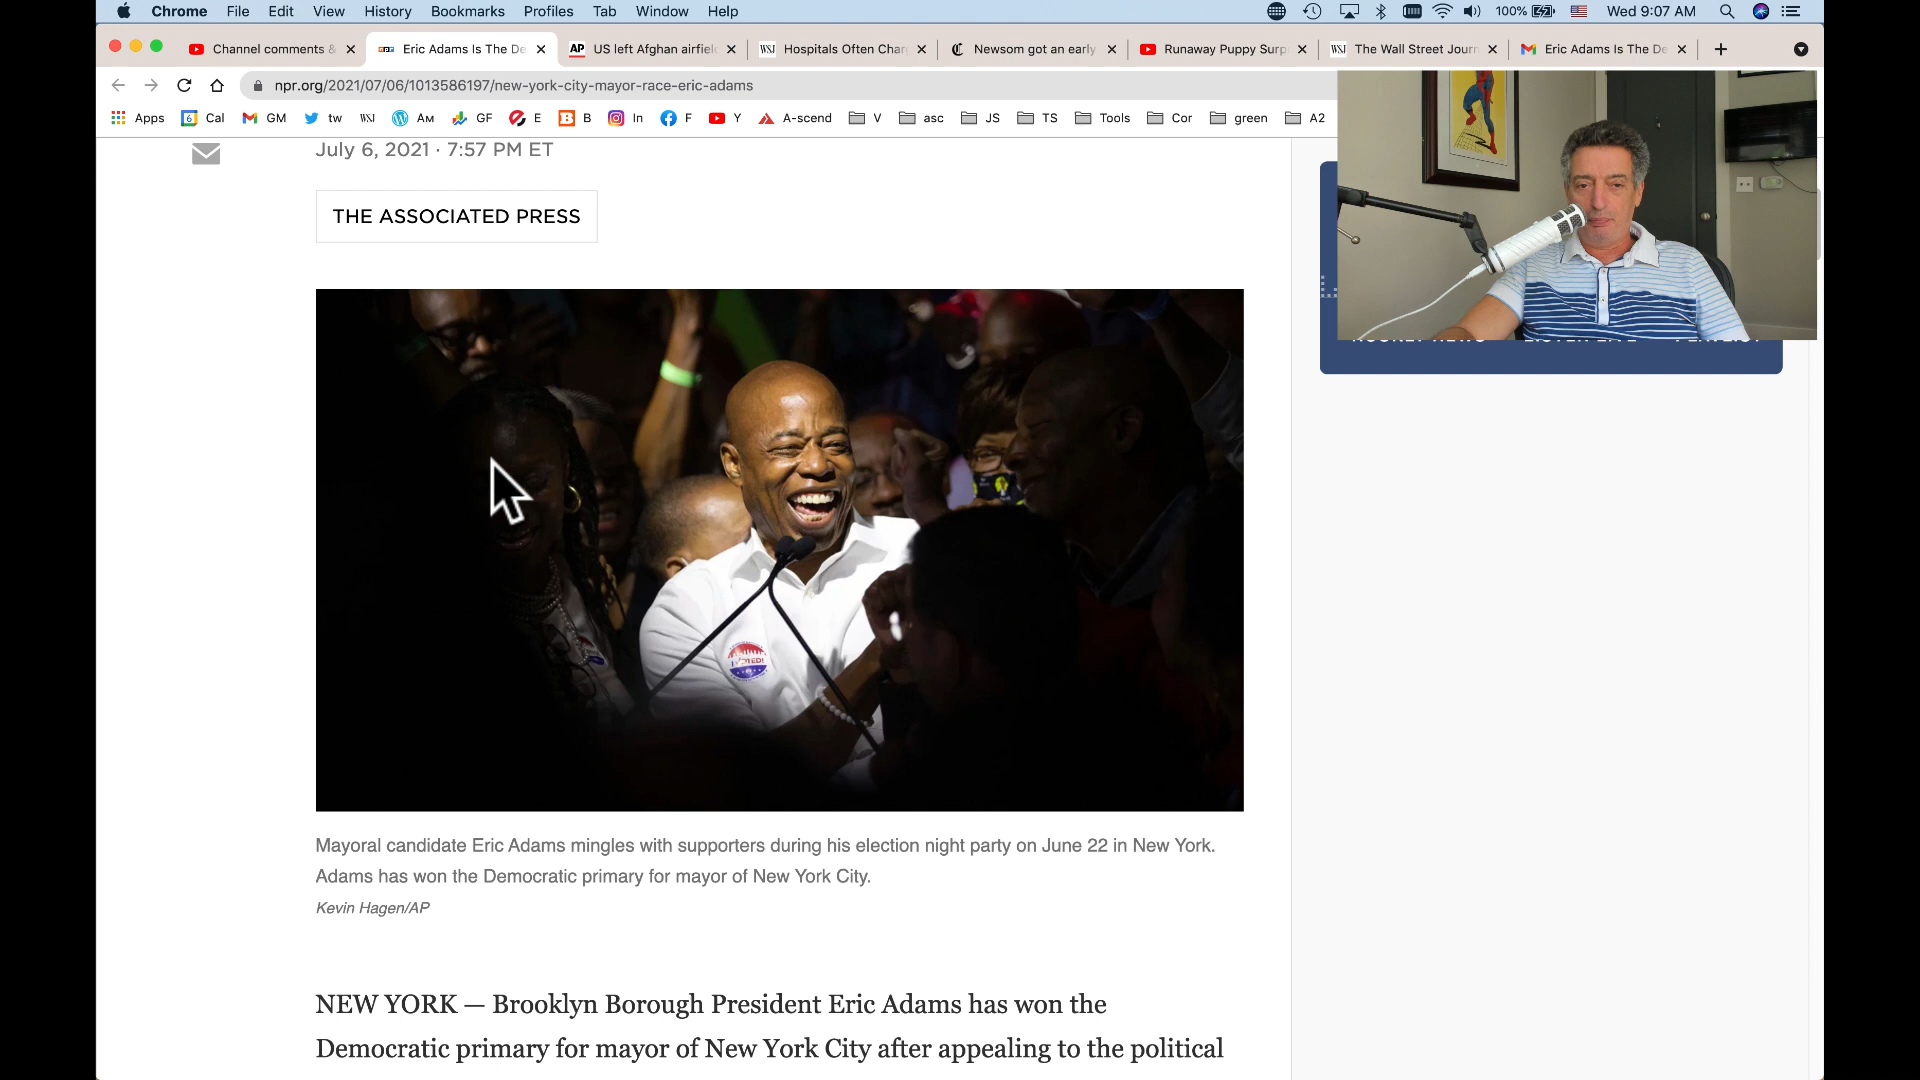 Chrome File Edit View History Bookmarks Profiles Tab Window Help 100% Wed 9:07 AM
Channel comments & Eric Adams Is The De AP US left Afghan airfiel WSJ Hospitals Often Char Newsom got an early Runaway Puppy Surp WSJ The Wall Street Journ Eric Adams Is The De
npr.org/2021/07/06/1013586197/new-york-city-mayor-race-eric-adams
Apps 6 Cal GM tw WSJ AM GF E B In F Y A-scend V asc JS TS Tools Cor green A2
July 6, 2021 · 7:57 PM ET
THE ASSOCIATED PRESS
I VOTED!
Mayoral candidate Eric Adams mingles with supporters during his election night party on June 22 in New York.
Adams has won the Democratic primary for mayor of New York City.
Kevin Hagen/AP
NEW YORK — Brooklyn Borough President Eric Adams has won the
Democratic primary for mayor of New York City after appealing to the political